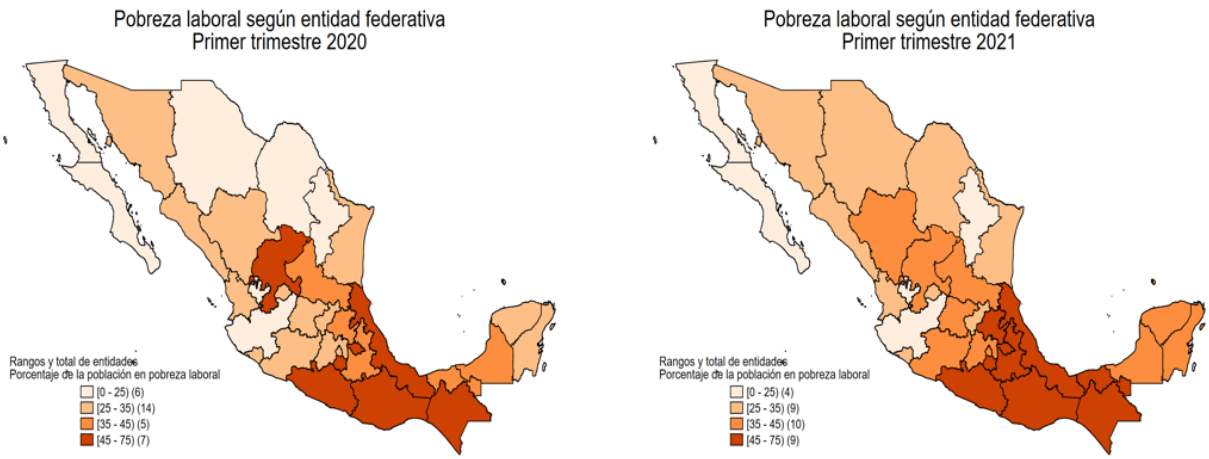 Pobreza laboral según entidad federativa
Primer trimestre 2020
Rangos y total de entidades
Porcentaje de la población en pobreza laboral
[0 - 25) (6)
[25 - 35) (14)
[35 - 45) (5)
[45 - 75) (7)
Pobreza laboral según entidad federativa
Primer trimestre 2021
Rangos y total de entidades
Porcentaje de la población en pobreza laboral
[0 - 25) (4)
[25 - 35) (9)
[35 - 45) (10)
[45 - 75) (9)